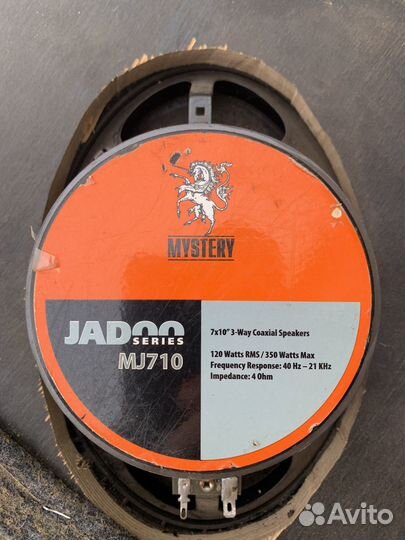 MYSTERY
JADOO
SERIES
MJ710
7x10" 3-Way Coaxial Speakers
120 Watts RMS / 350 Watts Max
Frequency Response: 40 Hz – 21 KHz
Impedance: 4 Ohm
Avito